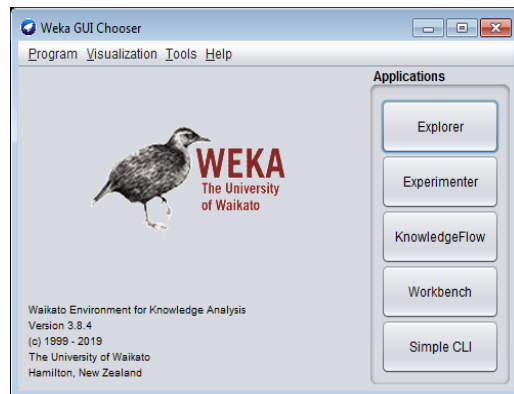 Weka GUI Chooser
Program Visualization Tools Help
Applications
Explorer
WEKA
The University
of Waikato
Experimenter
KnowledgeFlow
Workbench
Simple CLI
Waikato Environment for Knowledge Analysis
Version 3.8.4
(c) 1999 - 2019
The University of Waikato
Hamilton, New Zealand